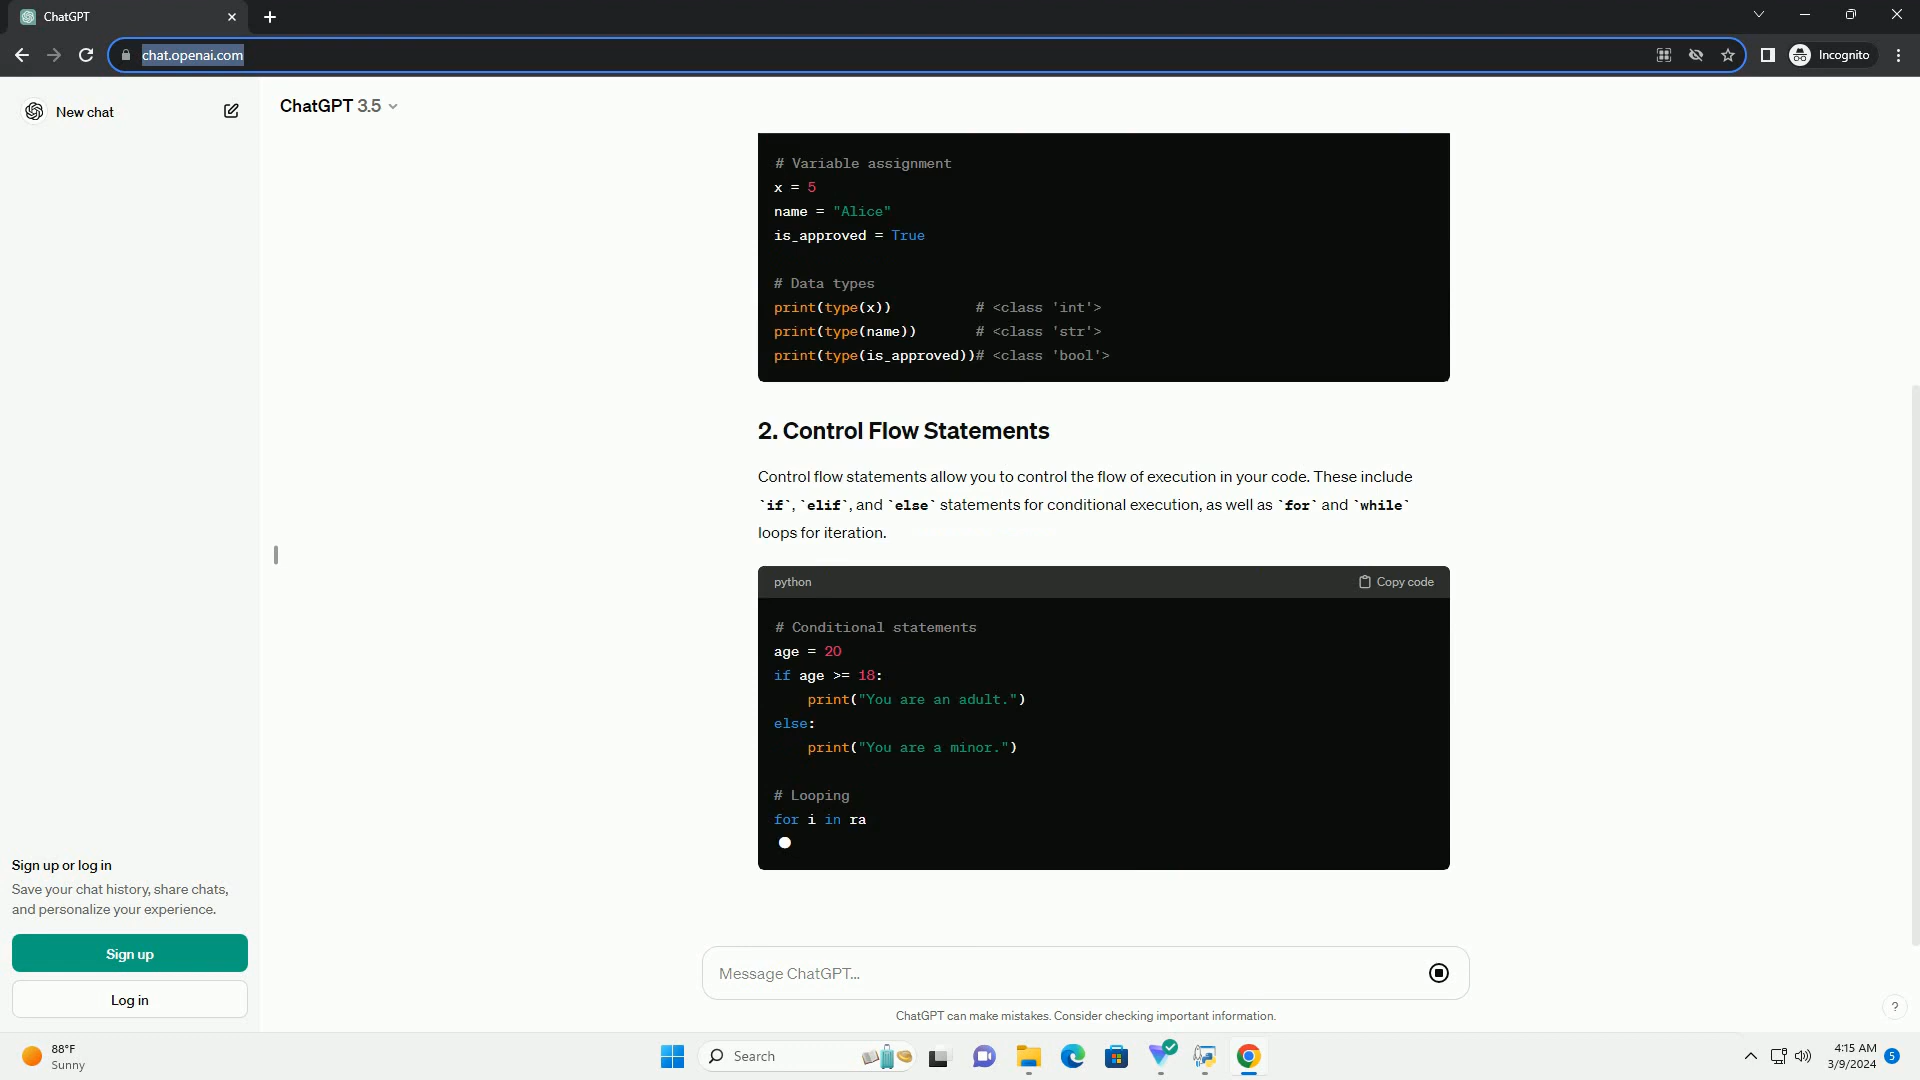 ChatGPT
chat.openai.com
Incognito
New chat
ChatGPT 3.5
# Variable assignment
x = 5
name = "Alice"
is_approved = True
# Data types
print(type(x))          # <class 'int'>
print(type(name))       # <class 'str'>
print(type(is_approved))# <class 'bool'>
2. Control Flow Statements
Control flow statements allow you to control the flow of execution in your code. These include
`if`, `elif`, and `else` statements for conditional execution, as well as `for` and `while`
loops for iteration.
python
Copy code
# Conditional statements
age = 20
if age >= 18:
    print("You are an adult.")
else:
    print("You are a minor.")
# Looping
for i in ra
Sign up or log in
Save your chat history, share chats,
and personalize your experience.
Sign up
Log in
Message ChatGPT...
?
ChatGPT can make mistakes. Consider checking important information.
88°F
Sunny
Search
4:15 AM
3/9/2024
5